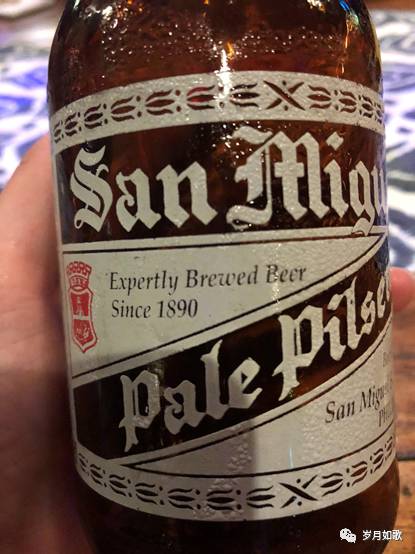 San Migu
Expertly Brewed Beer
Since 1890
Pale Pilse
San Migu
岁月如歌